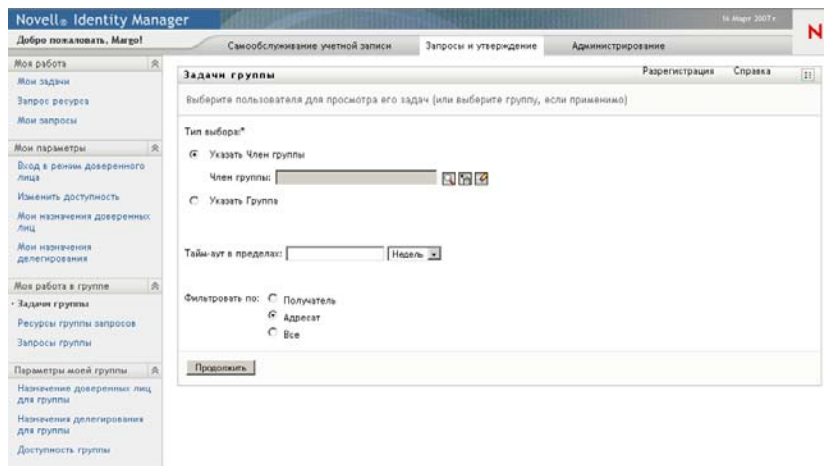 Novell® Identity Manager
16 Март 2007 г.
N
Добро пожаловать, Margo!
Самообслуживание учетной записи
Запросы и утверждение
Администрирование
Моя работа
Мои задачи
Запрос ресурса
Мои запросы
Мои параметры
Вход в режим доверенного
лица
Изменить доступность
Мои назначения доверенных
лиц
Мои назначения
делегирования
Моя работа в группе
Задачи группы
Ресурсы группы запросов
Запросы группы
Параметры моей группы
Назначение доверенных лиц
для группы
Назначения делегирования
для группы
Доступность группы
Задачи группы
Разрегистрация
Справка
Выберите пользователя для просмотра его задач (или выберите группу, если применимо)
Тип выбора:*
Указать Член группы
Член группы:
Указать Группа
Тайм-аут в пределах:
Недель
Фильтровать по:
Получатель
Адресат
Все
Продолжить